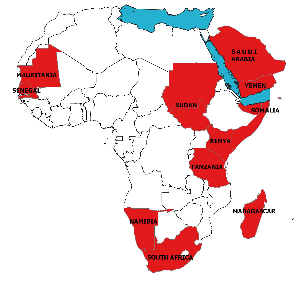 SAUDI
ARABIA
MAURITANIA
YEMEN
SENEGAL
SUDAN
SOMALIA
KENYA
TANZANIA
MADAGASCAR
NAMIBIA
SOUTH AFRICA